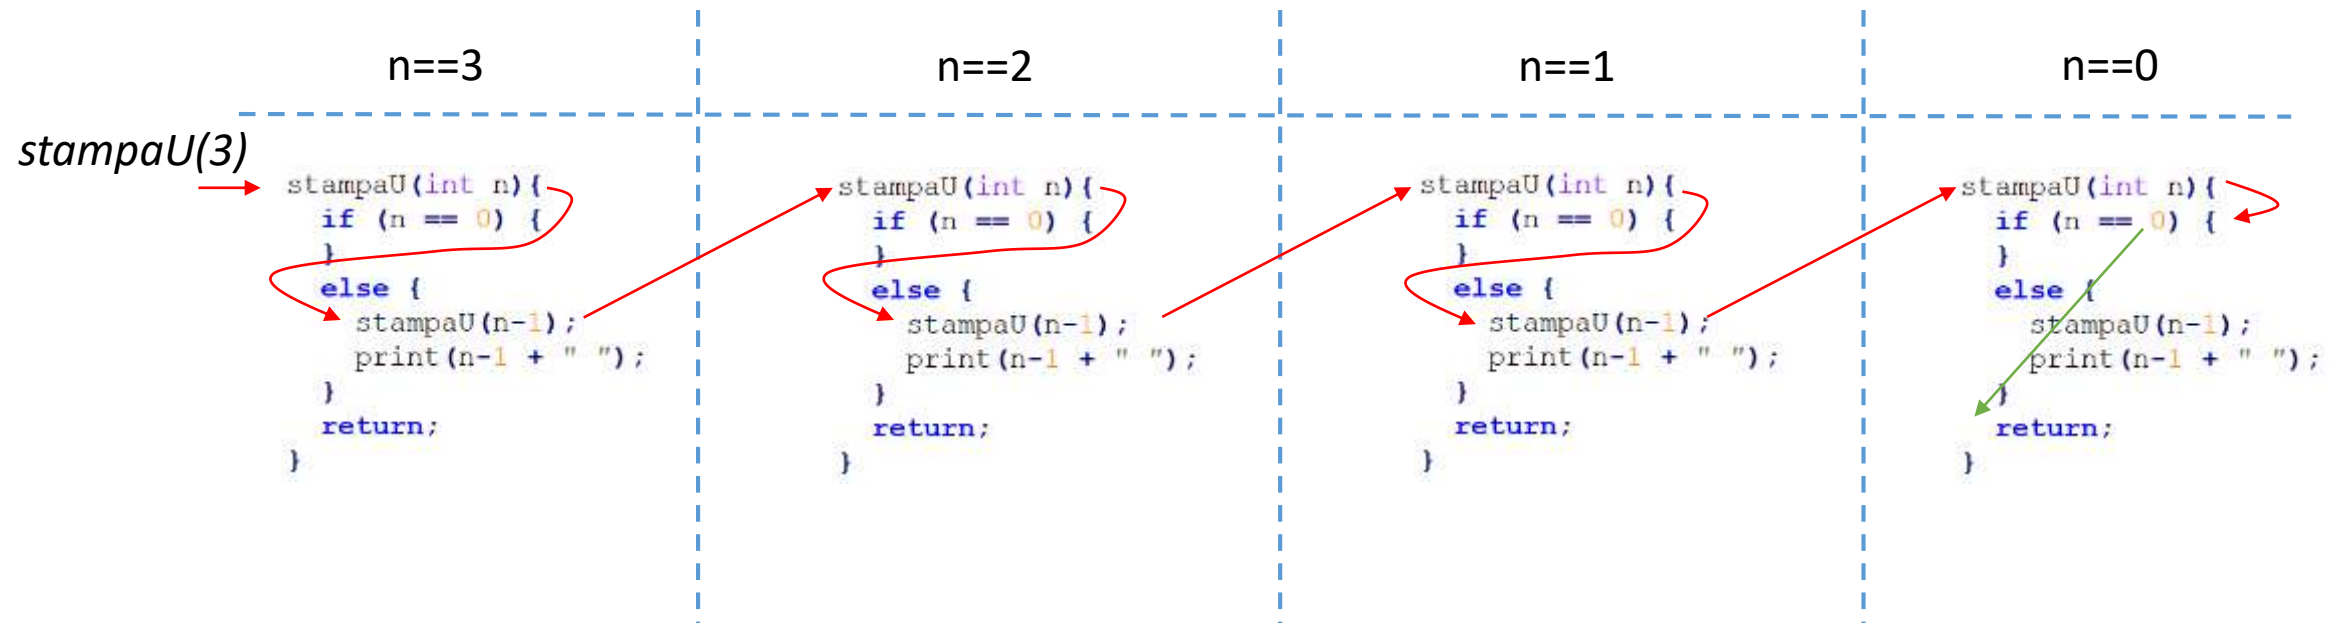 n==3
n==2
n==1
n==0
stampaU(3)
stampaU(int n){
if (n == 0) {
}
else {
stampaU(n-1);
print(n-1 + " ");
}
return;
}
stampaU(int n){
if (n == 0) {
}
else {
stampaU(n-1);
print(n-1 + " ");
}
return;
}
stampaU(int n){
if (n == 0) {
}
else {
stampaU(n-1);
print(n-1 + " ");
}
return;
}
stampaU(int n){
if (n == 0) {
}
else {
stampaU(n-1);
print(n-1 + " ");
}
return;
}